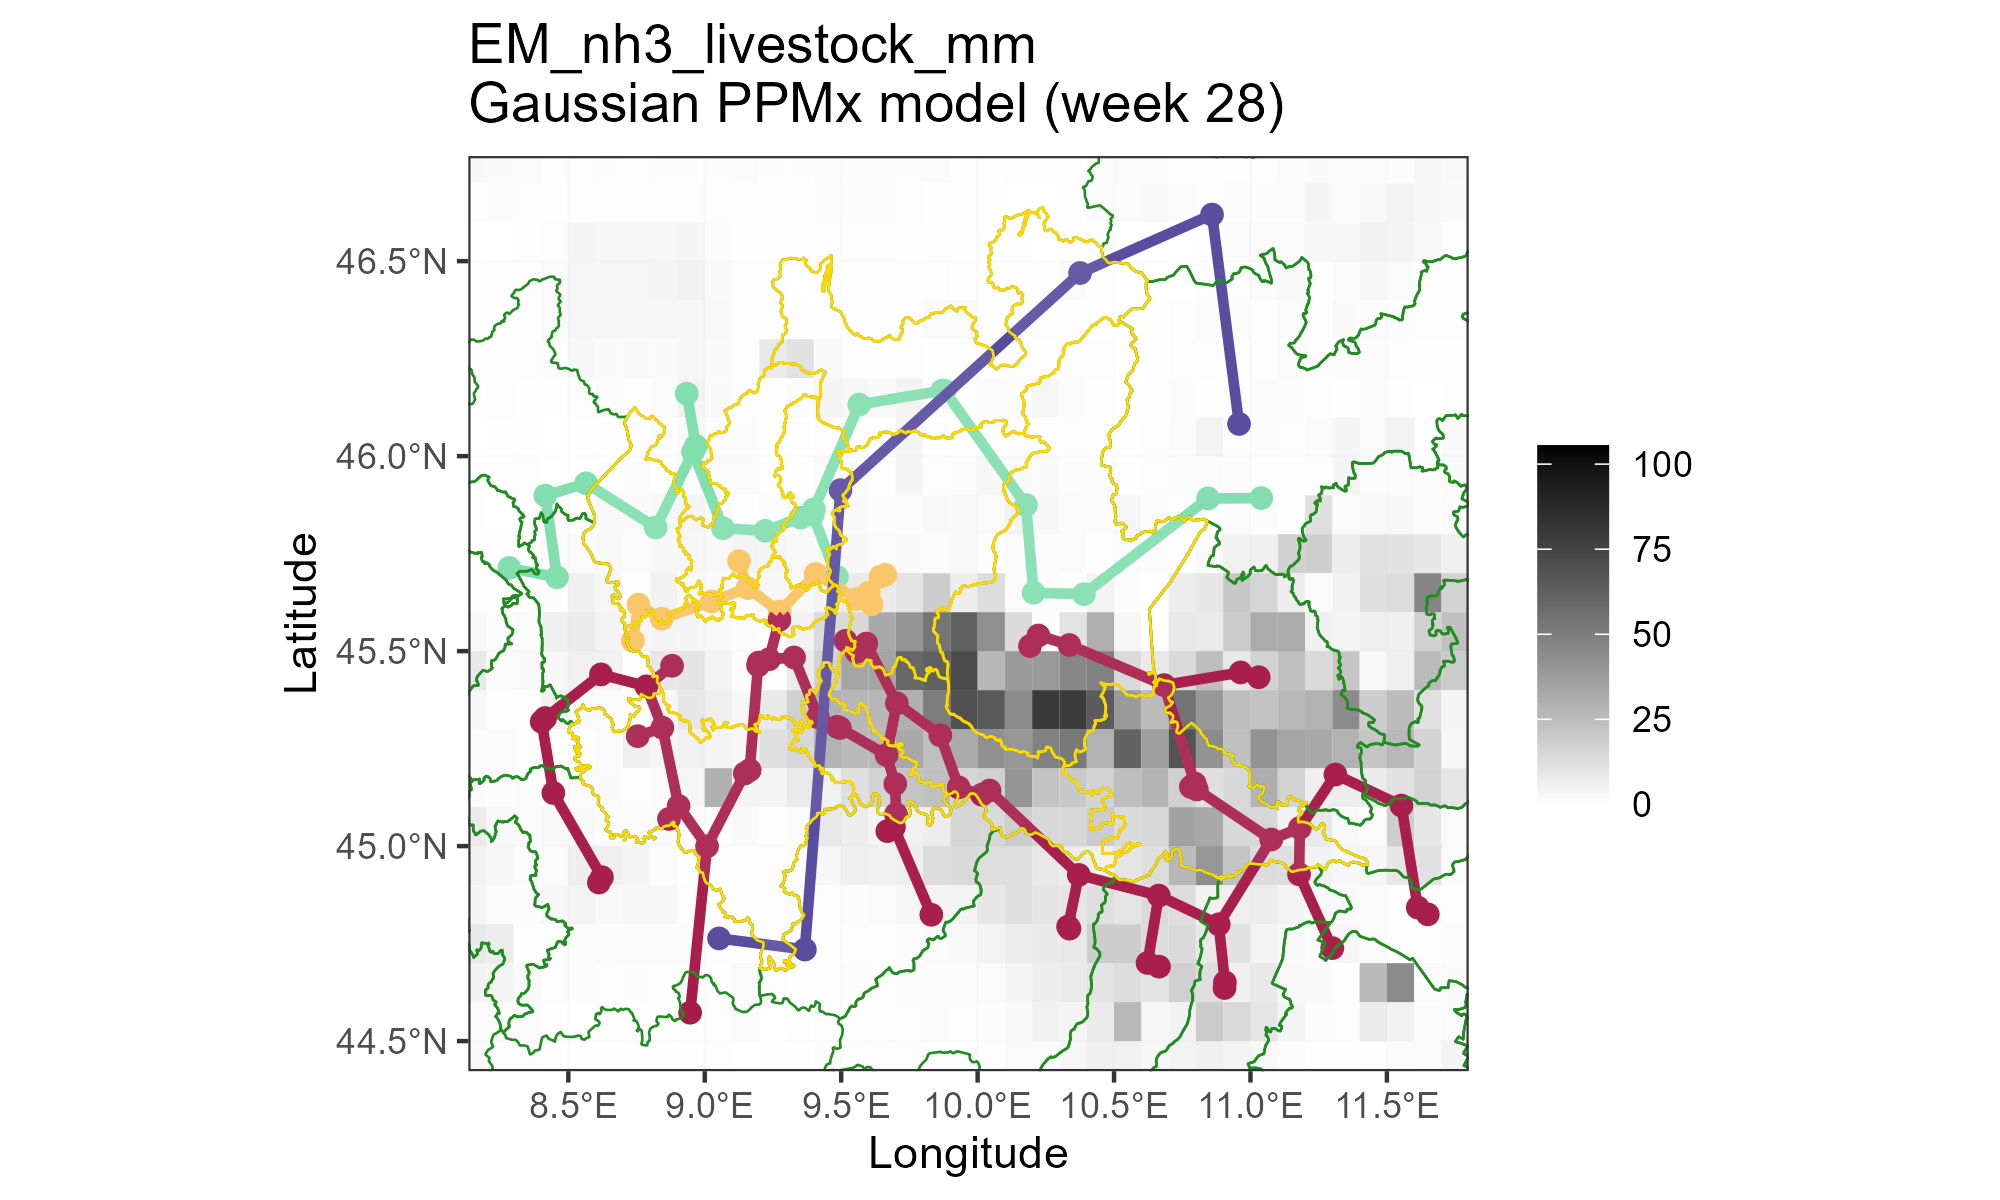 EM_nh3_livestock_mm
Gaussian PPMx model (week 28)
Latitude
46.5°N
46.0°N
45.5°N
45.0°N
44.5°N
8.5°E 9.0°E 9.5°E 10.0°E 10.5°E 11.0°E 11.5°E
Longitude
100
75
50
25
0